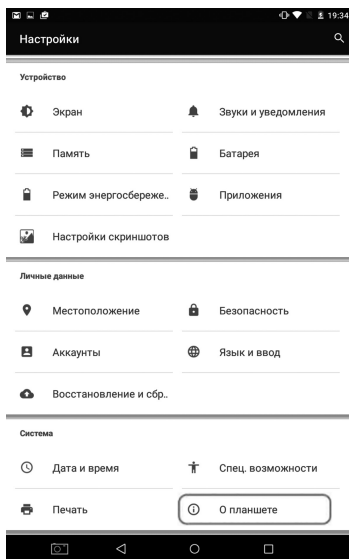 19:34
Настройки
Устройство
Экран
Звуки и уведомления
Память
Батарея
Режим энергосбереже..
Приложения
Настройки скриншотов
Личные данные
Местоположение
Безопасность
Аккаунты
Язык и ввод
Восстановление и сбр..
Система
Дата и время
Спец. возможности
Печать
О планшете